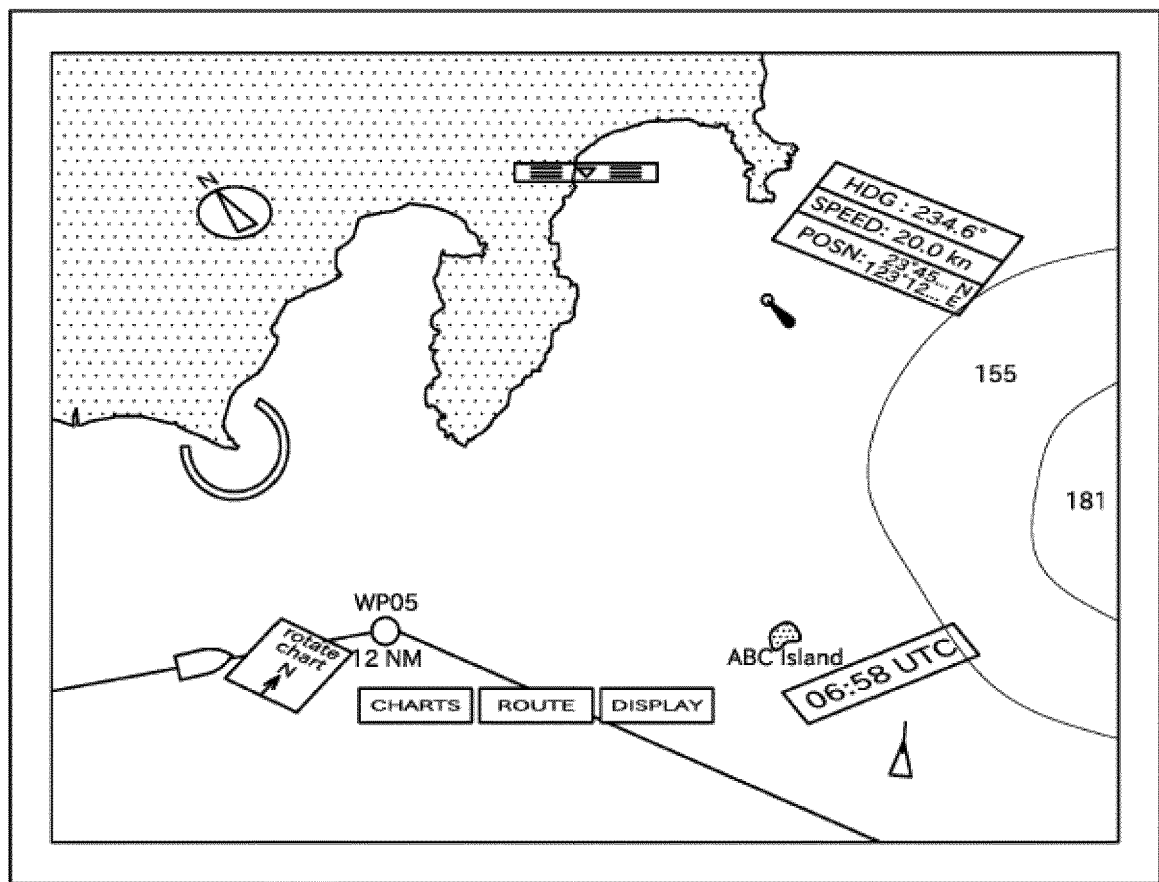 N
HDG : 234.6°
SPEED: 20.0 kn
POSN: 23°45... N
123°12... E
155
181
WP05
12 NM
rotate
chart
N
ABC Island
06:58 UTC
CHARTS
ROUTE
DISPLAY